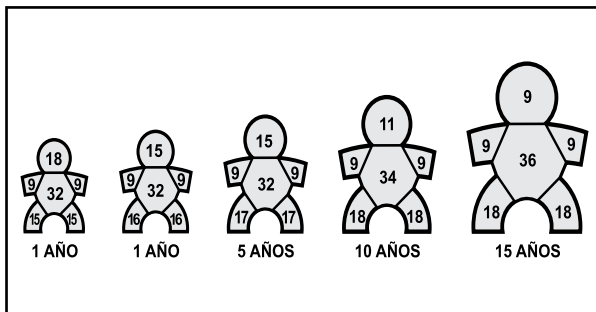 18
9 32 9
15 15
1 AÑO
15
9 32 9
16 16
1 AÑO
15
9 32 9
17 17
5 AÑOS
11
9 34 9
18 18
10 AÑOS
9
9 36 9
18 18
15 AÑOS